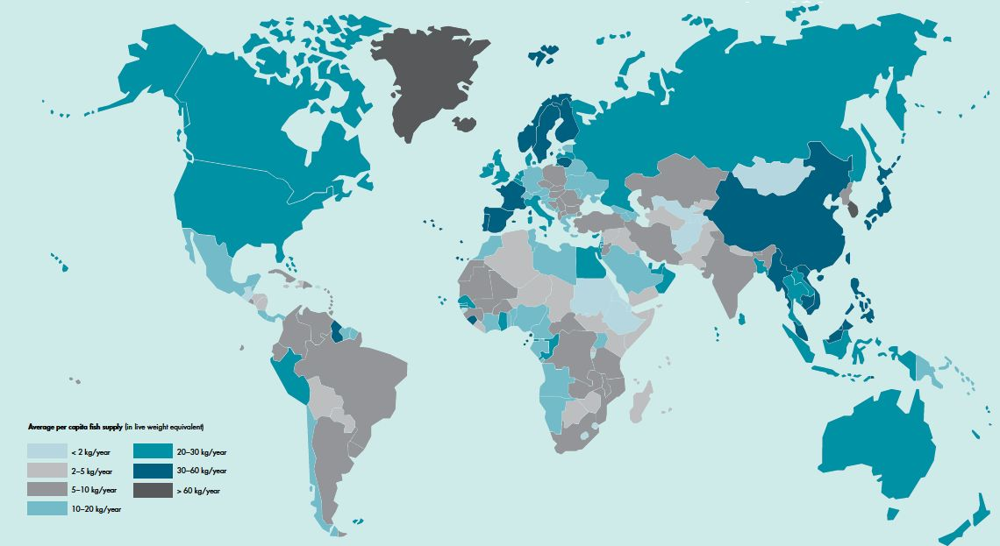 Average per capita fish supply (in live weight equivalent)
< 2 kg/year
2–5 kg/year
5–10 kg/year
10–20 kg/year
20–30 kg/year
30–60 kg/year
> 60 kg/year